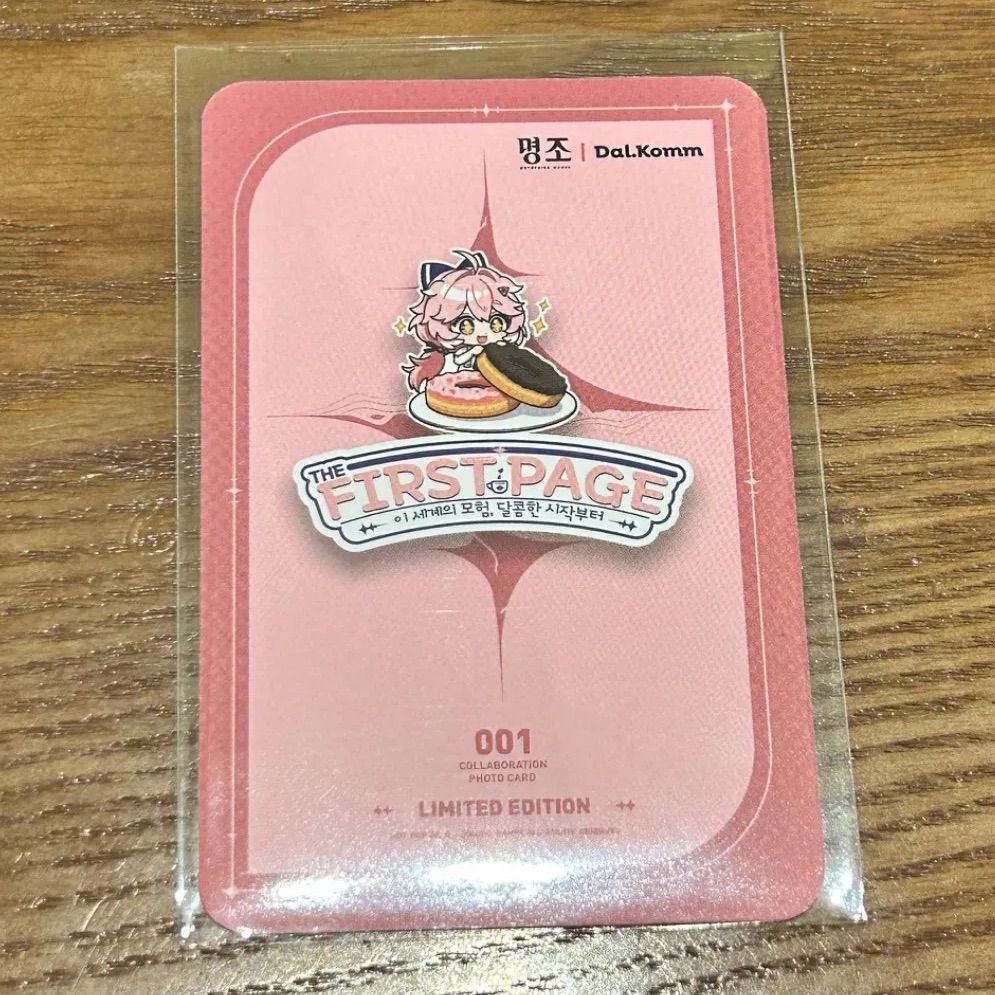 명조 | Dal.Komm
THE
FIRST PAGE
이 세계의 모험, 달콤한 시작부터
001
COLLABORATION
PHOTO CARD
LIMITED EDITION